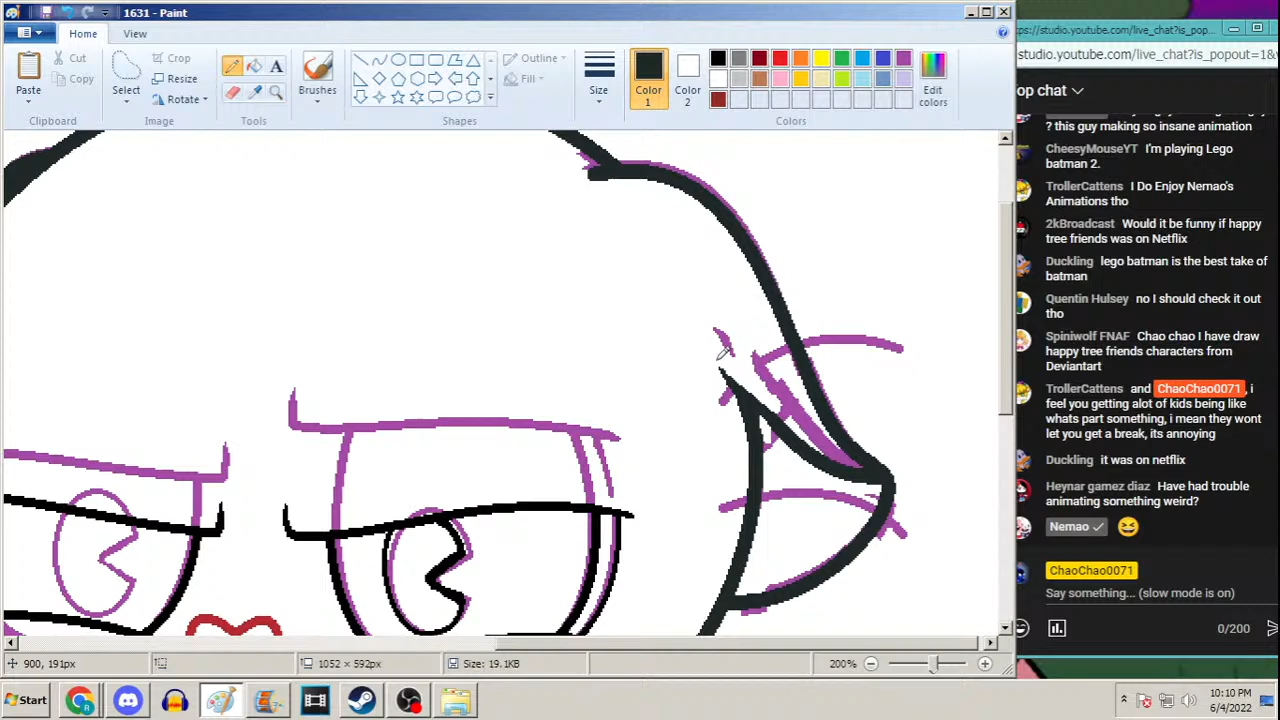 1631 - Paint
https://studio.youtube.com/live_chat?is_pop...
Home
View
studio.youtube.com/live_chat?is_popout=1&
Paste
Cut
Copy
Clipboard
Select
Crop
Resize
Rotate
Image
A
Tools
Brushes
Outline
Fill
Shapes
Size
Color
1
Color
2
Edit
colors
Colors
op chat
? this guy making so insane animation
CheesyMouseYT I'm playing Lego
batman 2.
TrollerCattens I Do Enjoy Nemao's
Animations tho
2kBroadcast Would it be funny if happy
tree friends was on Netflix
Duckling lego batman is the best take of
batman
Quentin Hulsey no I should check it out
tho
Spiniwolf FNAF Chao chao I have draw
happy tree friends characters from
Deviantart
TrollerCattens and ChaoChao0071 , i
feel you getting alot of kids being like
whats part something, i mean they wont
let you get a break, its annoying
Duckling it was on netflix
Heynar gomez diaz Have had trouble
animating something weird?
Nemao
ChaoChao0071
Say something... (slow mode is on)
0/200
900, 191px
1052 × 592px
Size: 19.1KB
200%
Start
10:10 PM
6/4/2022